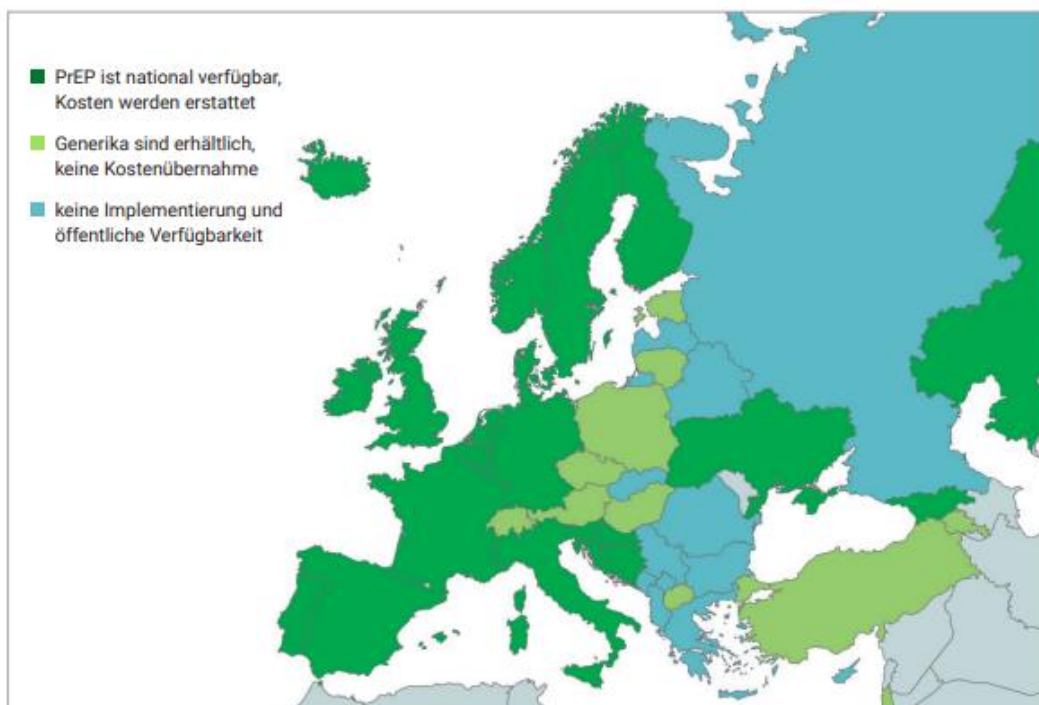 PrEP ist national verfügbar,
Kosten werden erstattet
Generika sind erhältlich,
keine Kostenübernahme
keine Implementierung und
öffentliche Verfügbarkeit